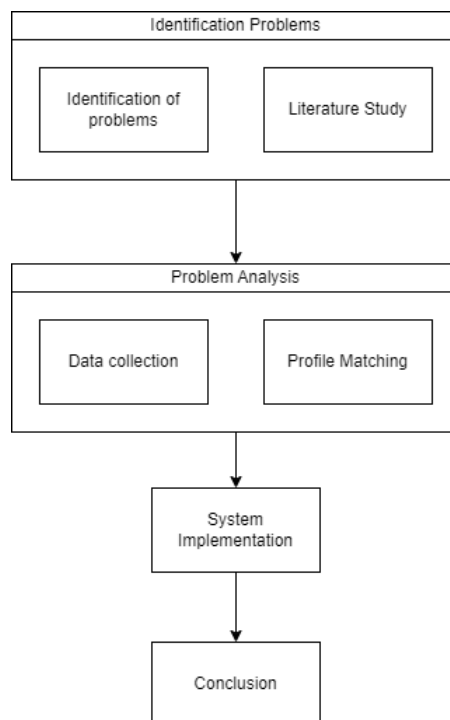 Identification Problems
Identification of
problems
Literature Study
Problem Analysis
Data collection
Profile Matching
System
Implementation
Conclusion